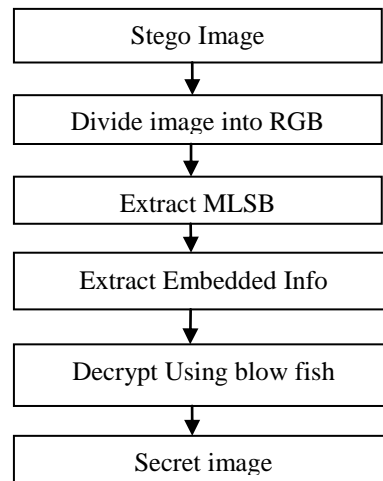 Stego Image
Divide image into RGB
Extract MLSB
Extract Embedded Info
Decrypt Using blow fish
Secret image